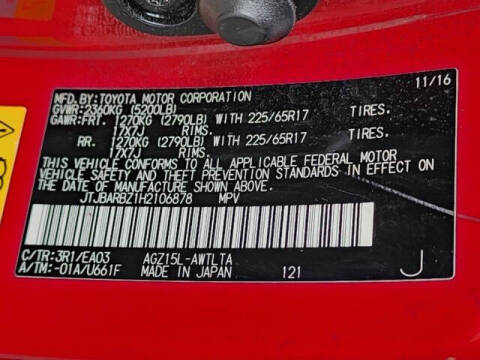 MFD. BY: TOYOTA MOTOR CORPORATION 11/16
GVWR: 2360KG (5200LB)
GAWR: FRT. 1270KG (2790LB) WITH 225/65R17 TIRES.
17X7J RIMS.
RR. 1270KG (2790LB) WITH 225/65R17 TIRES.
17X7J RIMS.
THIS VEHICLE CONFORMS TO ALL APPLICABLE FEDERAL MOTOR
VEHICLE SAFETY AND THEFT PREVENTION STANDARDS IN EFFECT ON
THE DATE OF MANUFACTURE SHOWN ABOVE.
JTJBARBZ1H2106878 MPV
C/TR: 3R1/EA03 AGZ15L-AWTLTA
A/TM: -01A/U661F MADE IN JAPAN 121 J